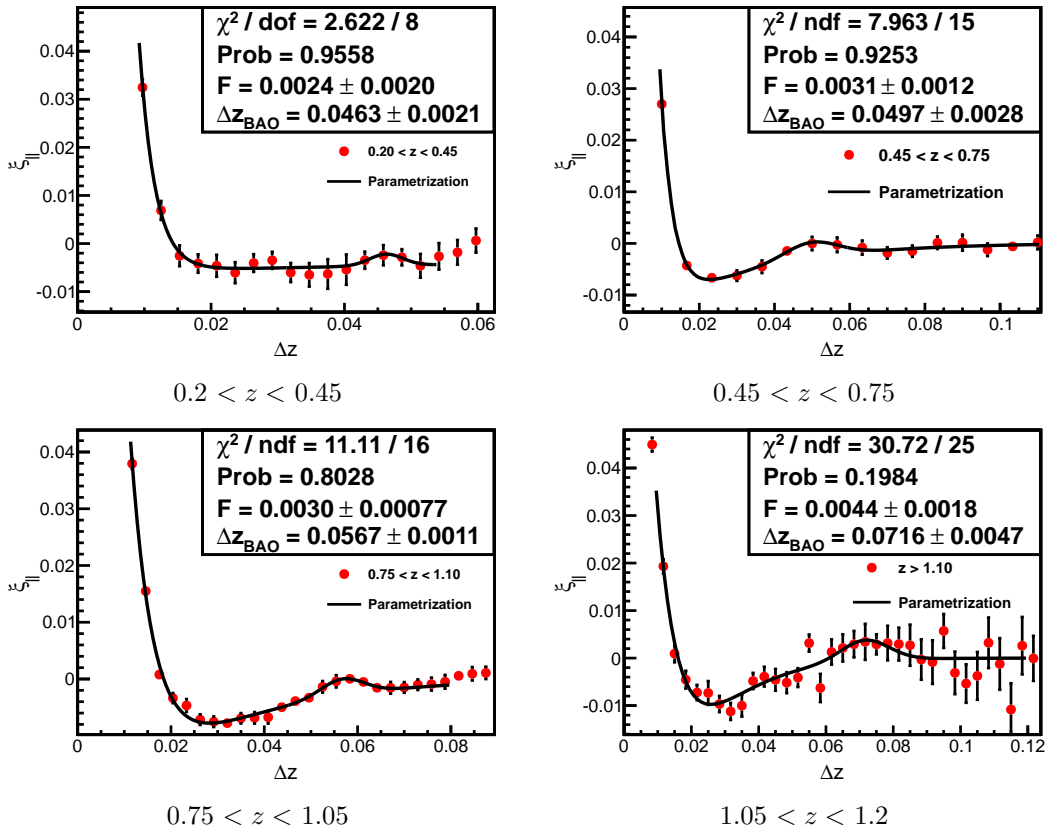 χ² / dof = 2.622 / 8
Prob = 0.9558
F = 0.0024 ± 0.0020
Δz_BAO = 0.0463 ± 0.0021
0.20 < z < 0.45
Parametrization
ξ||
0.04
0.03
0.02
0.01
0
-0.01
0 0.02 0.04 0.06
Δz
0.2 < z < 0.45
χ² / ndf = 7.963 / 15
Prob = 0.9253
F = 0.0031 ± 0.0012
Δz_BAO = 0.0497 ± 0.0028
0.45 < z < 0.75
Parametrization
ξ||
0.04
0.03
0.02
0.01
0
-0.01
0 0.02 0.04 0.06 0.08 0.1
Δz
0.45 < z < 0.75
χ² / ndf = 11.11 / 16
Prob = 0.8028
F = 0.0030 ± 0.00077
Δz_BAO = 0.0567 ± 0.0011
0.75 < z < 1.10
Parametrization
ξ||
0.04
0.03
0.02
0.01
0
0 0.02 0.04 0.06 0.08
Δz
0.75 < z < 1.05
χ² / ndf = 30.72 / 25
Prob = 0.1984
F = 0.0044 ± 0.0018
Δz_BAO = 0.0716 ± 0.0047
z > 1.10
Parametrization
ξ||
0.04
0.03
0.02
0.01
0
-0.01
0 0.02 0.04 0.06 0.08 0.1 0.12
Δz
1.05 < z < 1.2